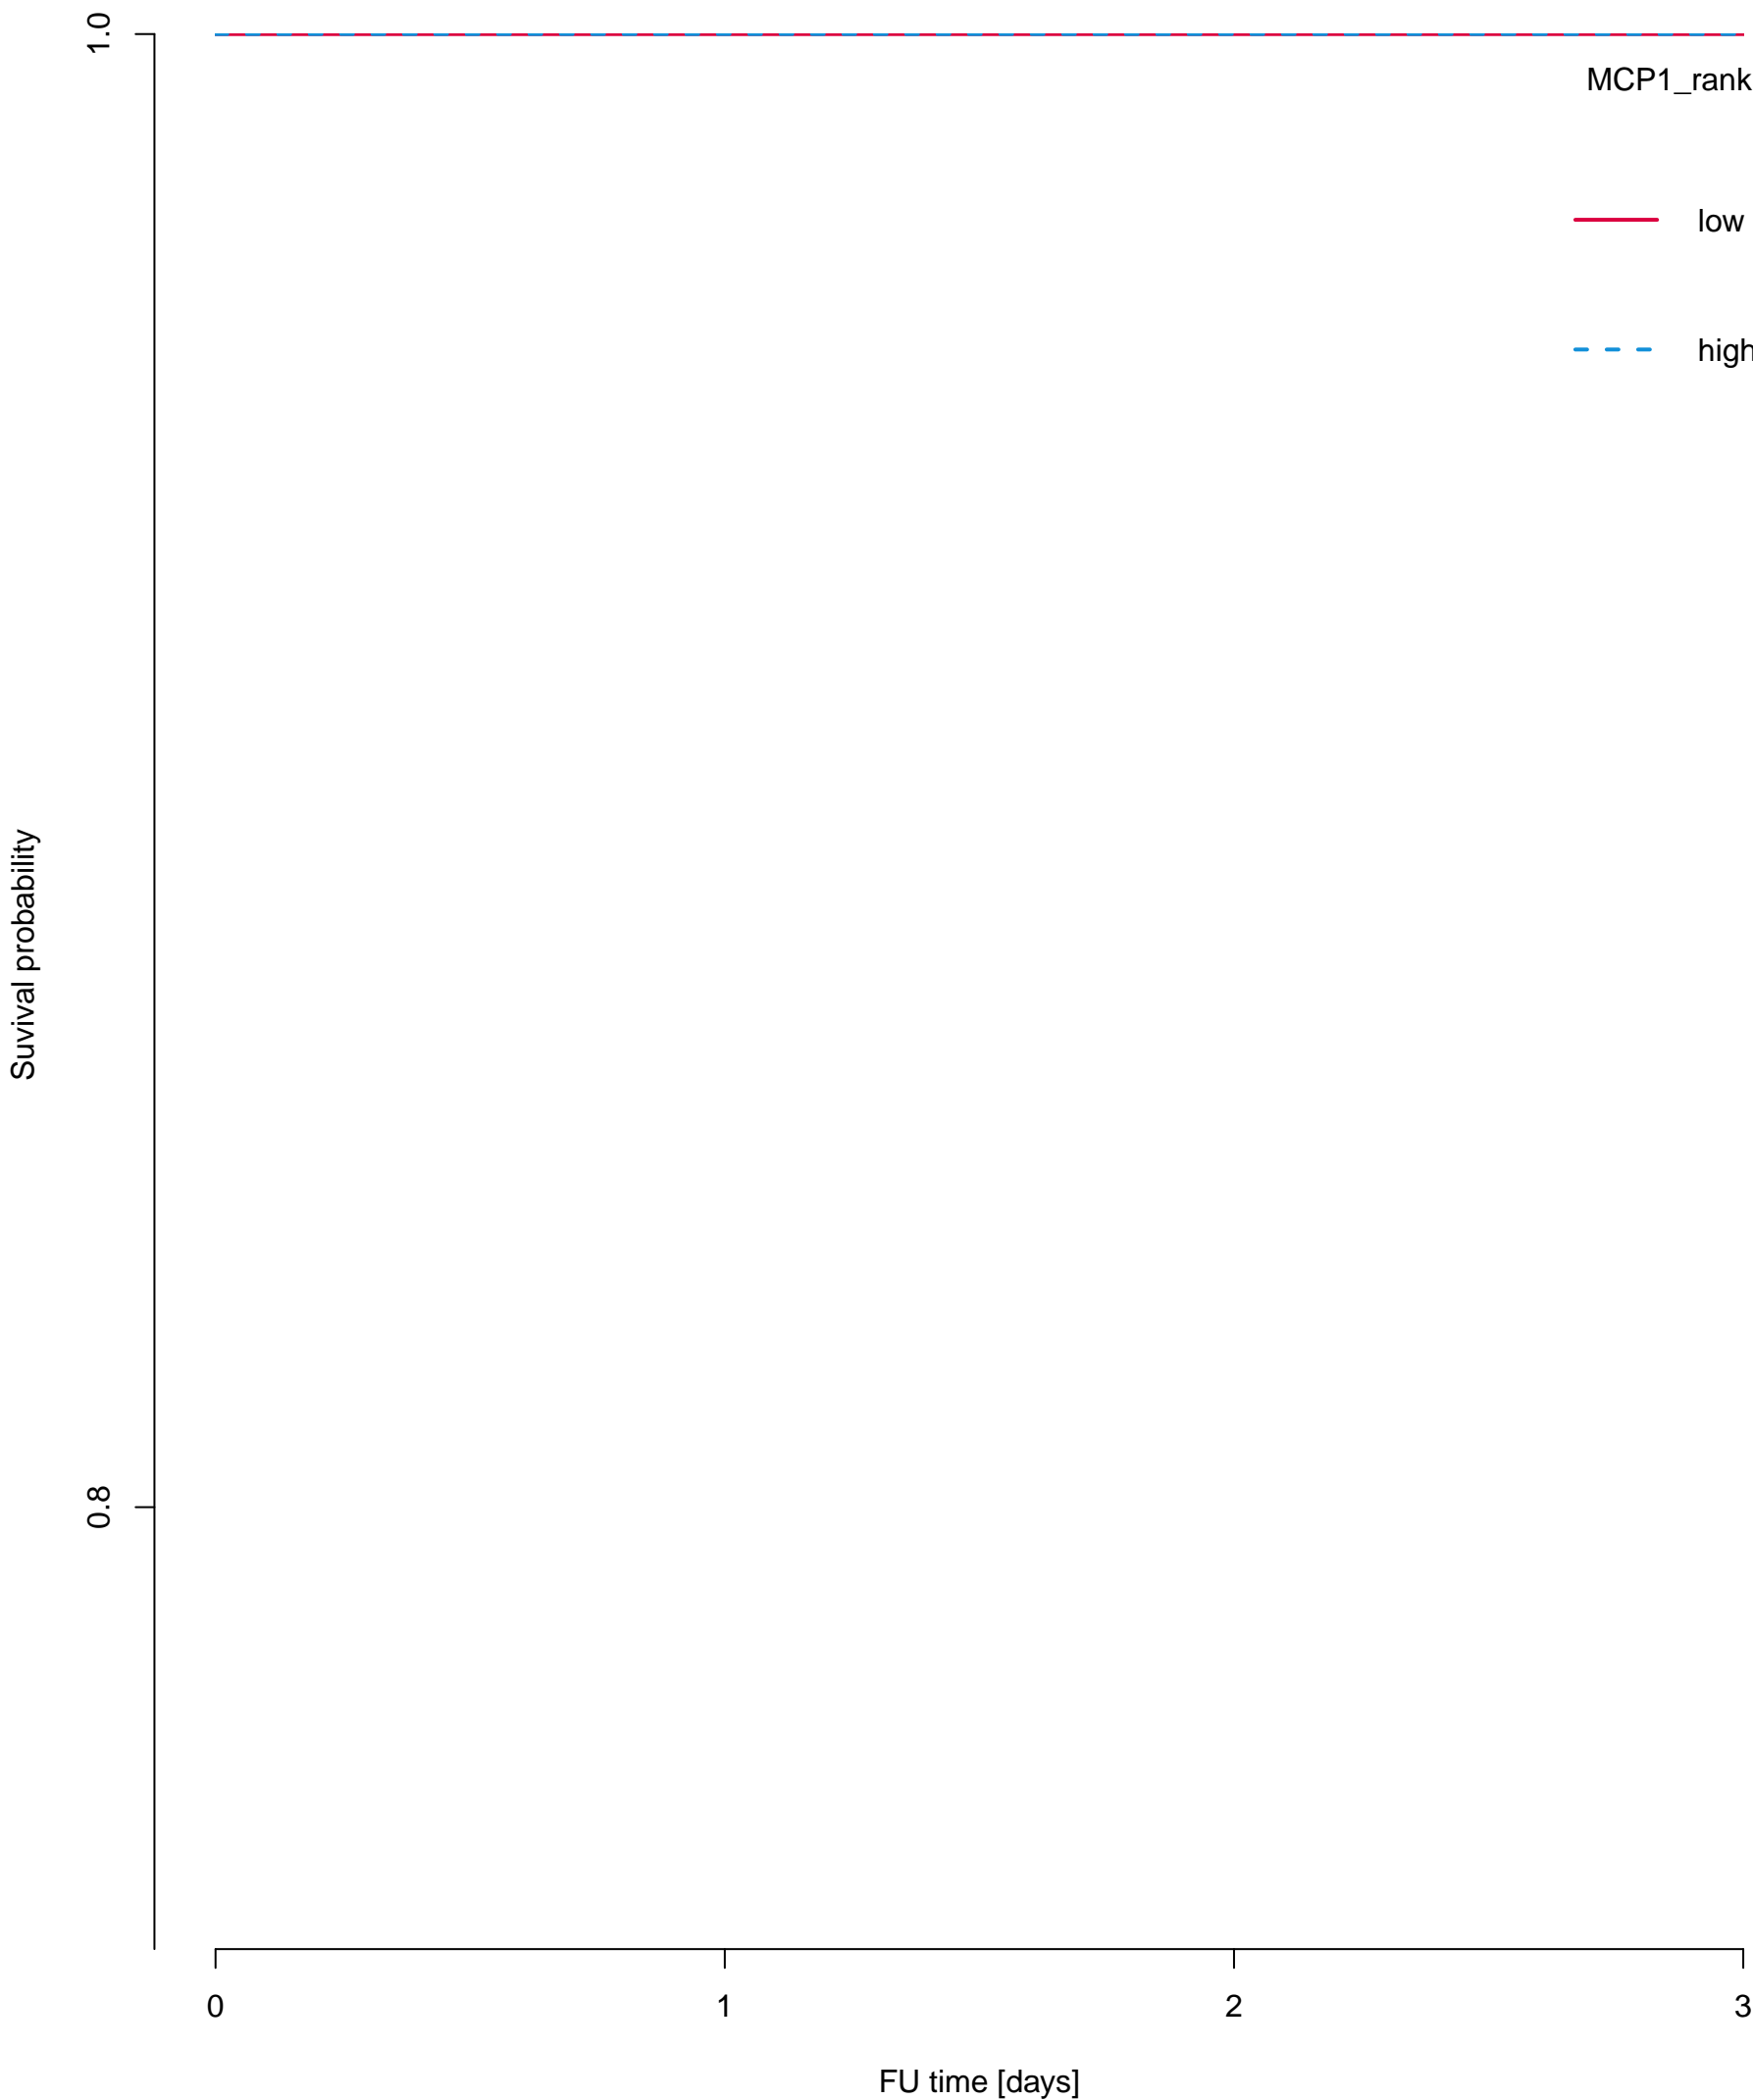 1.0
MCP1_rank
low
high
Suvival probability
0.8
0 1 2 3
FU time [days]